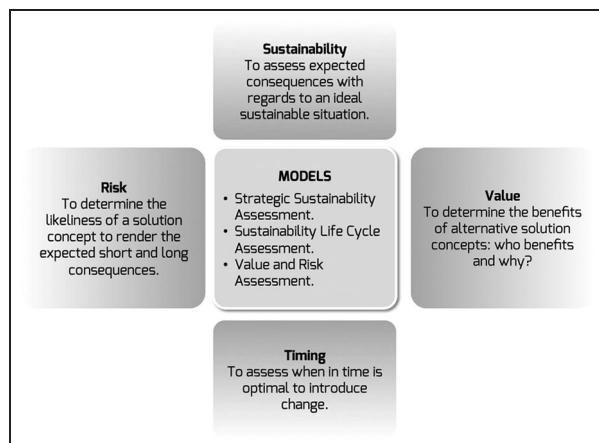 Sustainability
To assess expected
consequences with
regards to an ideal
sustainable situation.
Risk
To determine the
likeliness of a solution
concept to render the
expected short and long
consequences.
MODELS
• Strategic Sustainability
Assessment.
• Sustainability Life Cycle
Assessment.
• Value and Risk
Assessment.
Value
To determine the benefits
of alternative solution
concepts: who benefits
and why?
Timing
To assess when in time is
optimal to introduce
change.